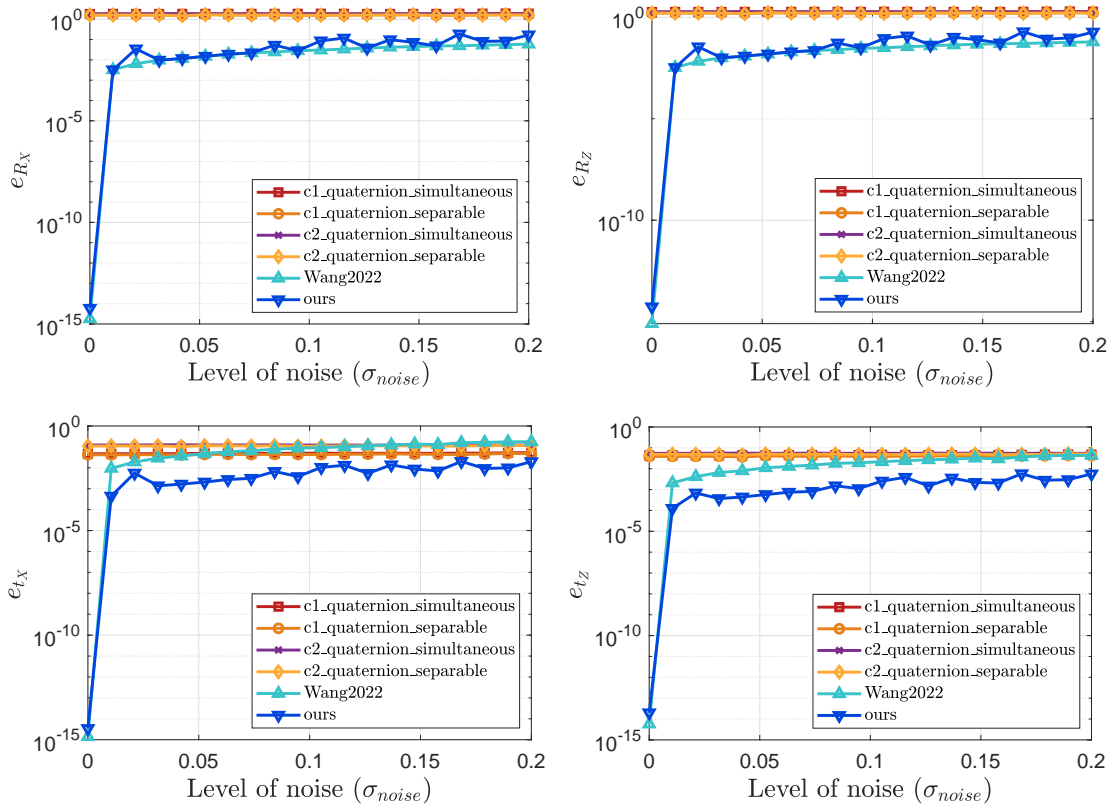 10^0
10^-5
10^-10
10^-15
e_{R_X}
c1_quaternion_simultaneous
c1_quaternion_separable
c2_quaternion_simultaneous
c2_quaternion_separable
Wang2022
ours
0 0.05 0.1 0.15 0.2
Level of noise (σ_{noise})
10^0
10^-5
10^-10
e_{R_Z}
c1_quaternion_simultaneous
c1_quaternion_separable
c2_quaternion_simultaneous
c2_quaternion_separable
Wang2022
ours
0 0.05 0.1 0.15 0.2
Level of noise (σ_{noise})
10^0
10^-5
10^-10
10^-15
e_{t_X}
c1_quaternion_simultaneous
c1_quaternion_separable
c2_quaternion_simultaneous
c2_quaternion_separable
Wang2022
ours
0 0.05 0.1 0.15 0.2
Level of noise (σ_{noise})
10^0
10^-5
10^-10
10^-15
e_{t_Z}
c1_quaternion_simultaneous
c1_quaternion_separable
c2_quaternion_simultaneous
c2_quaternion_separable
Wang2022
ours
0 0.05 0.1 0.15 0.2
Level of noise (σ_{noise})